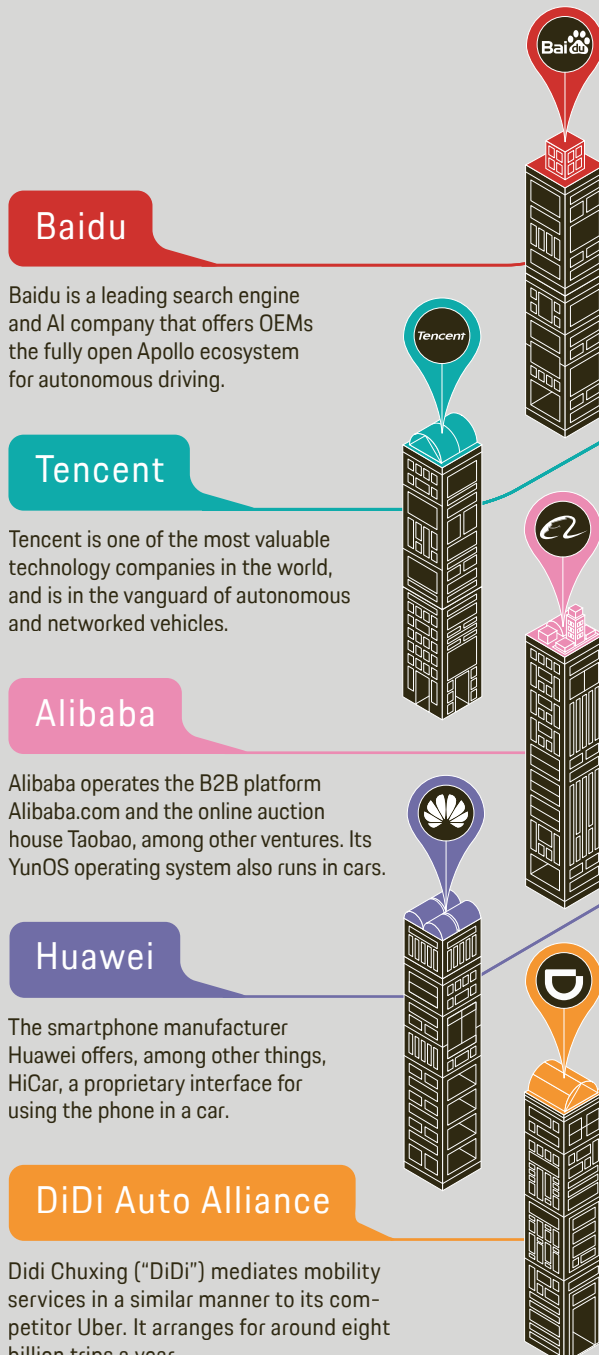 Baidu
Baidu
Baidu is a leading search engine
and AI company that offers OEMs
the fully open Apollo ecosystem
for autonomous driving.
Tencent
Tencent
Tencent is one of the most valuable
technology companies in the world,
and is in the vanguard of autonomous
and networked vehicles.
Alibaba
Alibaba operates the B2B platform
Alibaba.com and the online auction
house Taobao, among other ventures. Its
YunOS operating system also runs in cars.
Huawei
The smartphone manufacturer
Huawei offers, among other things,
HiCar, a proprietary interface for
using the phone in a car.
DiDi Auto Alliance
Didi Chuxing (“DiDi”) mediates mobility
services in a similar manner to its com-
petitor Uber. It arranges for around eight
billion trips a year